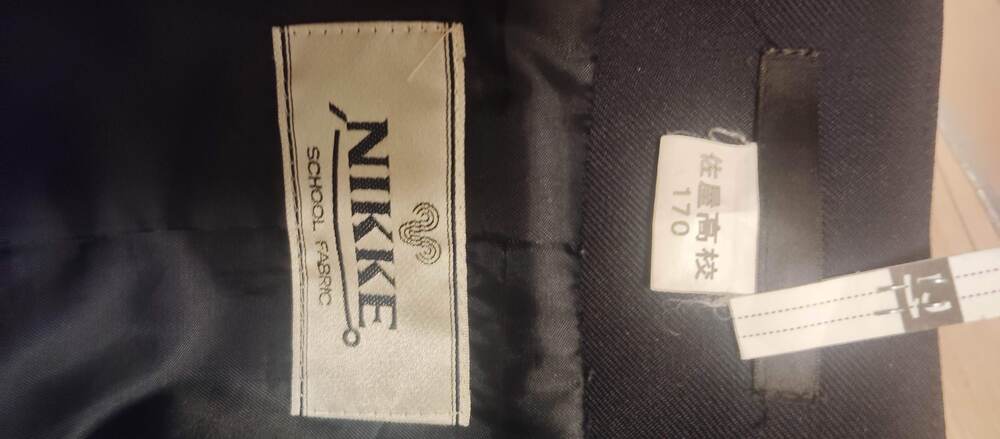 NIKKE
SCHOOL FABRIC
佐屋高校
170